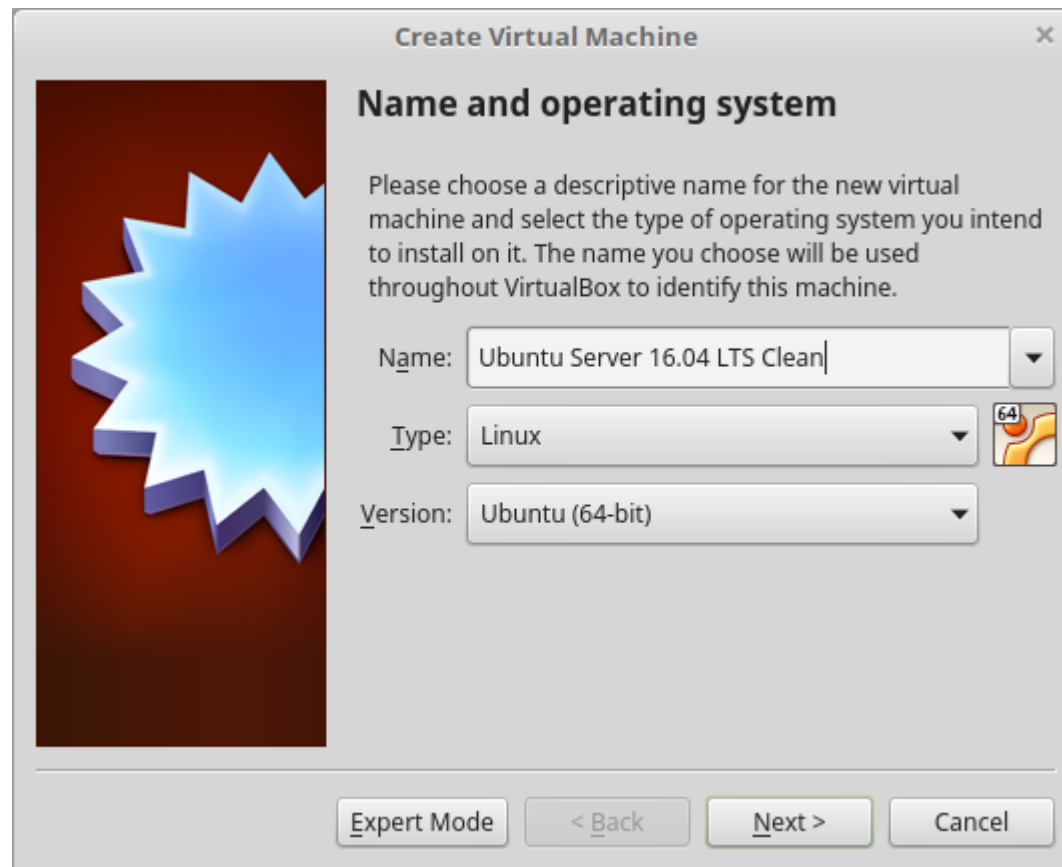 Create Virtual Machine
Name and operating system
Please choose a descriptive name for the new virtual
machine and select the type of operating system you intend
to install on it. The name you choose will be used
throughout VirtualBox to identify this machine.
Name: Ubuntu Server 16.04 LTS Clean
Type: Linux
64
Version: Ubuntu (64-bit)
Expert Mode < Back Next > Cancel